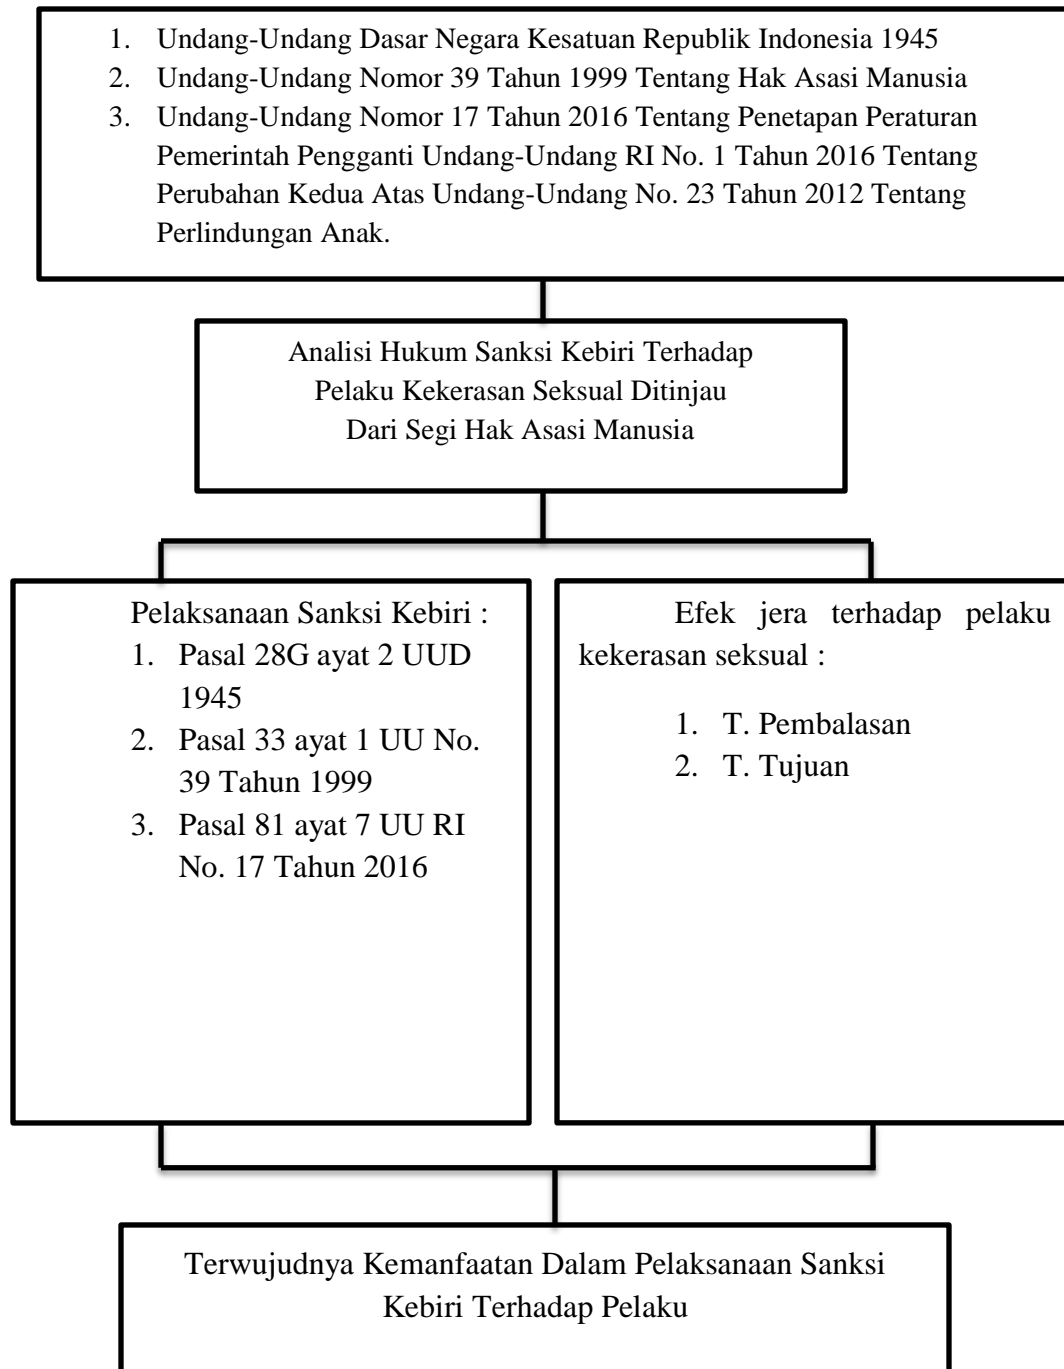 1. Undang-Undang Dasar Negara Kesatuan Republik Indonesia 1945
2. Undang-Undang Nomor 39 Tahun 1999 Tentang Hak Asasi Manusia
3. Undang-Undang Nomor 17 Tahun 2016 Tentang Penetapan Peraturan
Pemerintah Pengganti Undang-Undang RI No. 1 Tahun 2016 Tentang
Perubahan Kedua Atas Undang-Undang No. 23 Tahun 2012 Tentang
Perlindungan Anak.
Analisi Hukum Sanksi Kebiri Terhadap
Pelaku Kekerasan Seksual Ditinjau
Dari Segi Hak Asasi Manusia
Pelaksanaan Sanksi Kebiri :
1. Pasal 28G ayat 2 UUD
1945
2. Pasal 33 ayat 1 UU No.
39 Tahun 1999
3. Pasal 81 ayat 7 UU RI
No. 17 Tahun 2016
Efek jera terhadap pelaku
kekerasan seksual :
1. T. Pembalasan
2. T. Tujuan
Terwujudnya Kemanfaatan Dalam Pelaksanaan Sanksi
Kebiri Terhadap Pelaku